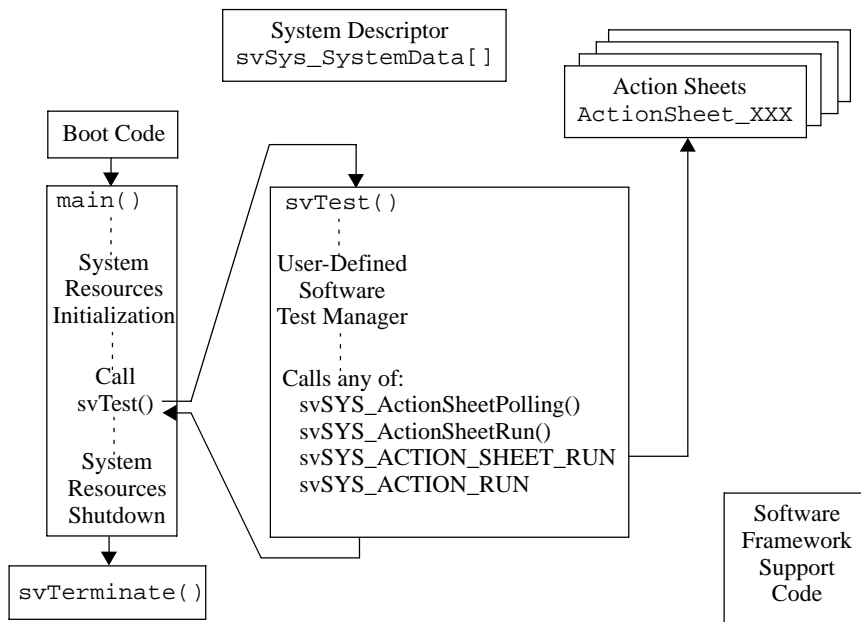 System Descriptor
svSys_SystemData[]
Action Sheets
ActionSheet_XXX
Boot Code
main()
System
Resources
Initialization
Call
svTest()
System
Resources
Shutdown
svTerminate()
svTest()
User-Defined
Software
Test Manager
Calls any of:
svSYS_ActionSheetPolling()
svSYS_ActionSheetRun()
svSYS_ACTION_SHEET_RUN
svSYS_ACTION_RUN
Software
Framework
Support
Code